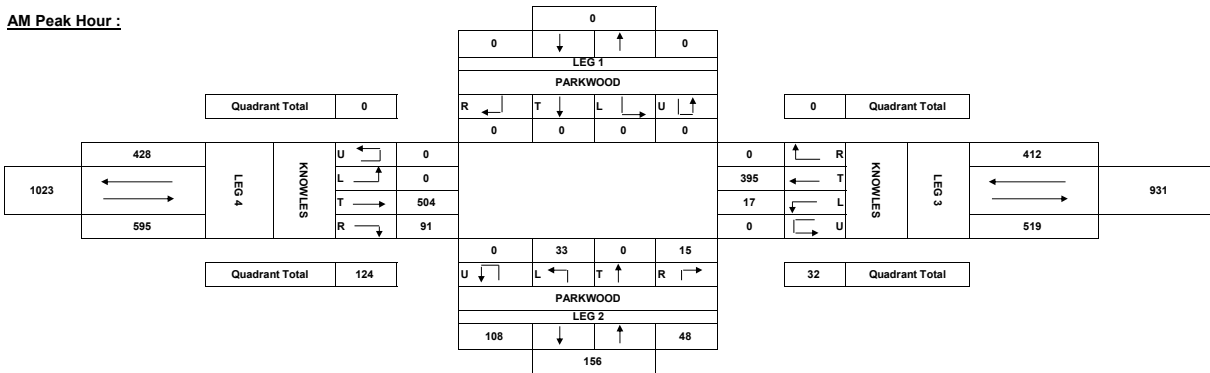 AM Peak Hour :
0
0 0
LEG 1
PARKWOOD
Quadrant Total 0
R T L U
0 Quadrant Total
0 0 0 0
428
U 0
0 R
412
1023
LEG 4
KNOWLES
L 0
395 T
KNOWLES
LEG 3
931
T 504
17 L
595
R 91
0 U
519
0 33 0 15
Quadrant Total 124
U L T R
32 Quadrant Total
PARKWOOD
LEG 2
108 48
156